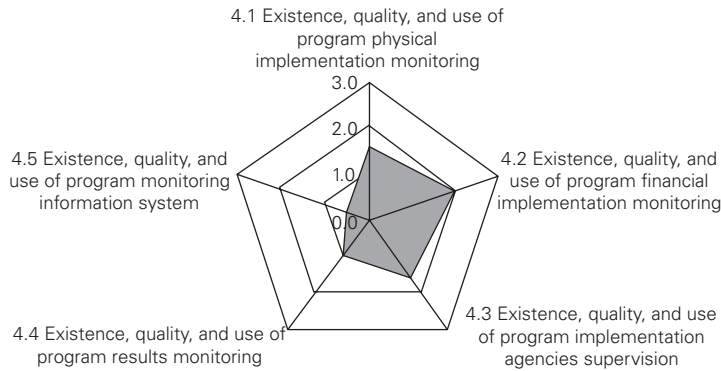 4.1 Existence, quality, and use of
program physical
implementation monitoring
3.0
2.0
1.0
0.0
4.5 Existence, quality, and
use of program monitoring
information system
4.2 Existence, quality, and
use of program financial
implementation monitoring
4.4 Existence, quality, and use of
program results monitoring
4.3 Existence, quality, and use
of program implementation
agencies supervision